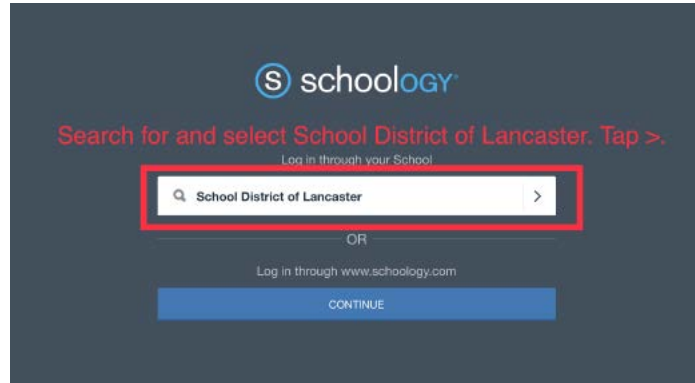 S schoology
Search for and select School District of Lancaster. Tap >.
Log in through your School
School District of Lancaster >
OR
Log in through www.schoology.com
CONTINUE